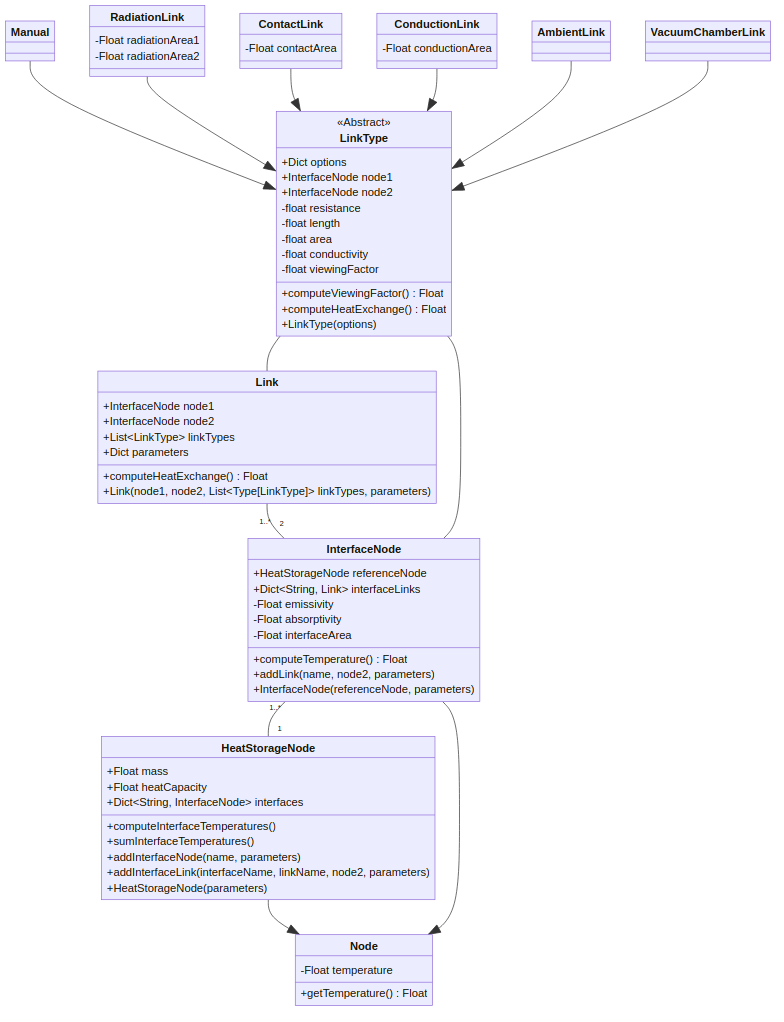 Manual
RadiationLink
-Float radiationArea1
-Float radiationArea2
ContactLink
-Float contactArea
ConductionLink
-Float conductionArea
AmbientLink
VacuumChamberLink
«Abstract»
LinkType
+Dict options
+InterfaceNode node1
+InterfaceNode node2
-float resistance
-float length
-float area
-float conductivity
-float viewingFactor
+computeViewingFactor() : Float
+computeHeatExchange() : Float
+LinkType(options)
Link
+InterfaceNode node1
+InterfaceNode node2
+List<LinkType> linkTypes
+Dict parameters
+computeHeatExchange() : Float
+Link(node1, node2, List<Type[LinkType]> linkTypes, parameters)
1..*
2
InterfaceNode
+HeatStorageNode referenceNode
+Dict<String, Link> interfaceLinks
-Float emissivity
-Float absorptivity
-Float interfaceArea
+computeTemperature() : Float
+addLink(name, node2, parameters)
+InterfaceNode(referenceNode, parameters)
1..*
1
HeatStorageNode
+Float mass
+Float heatCapacity
+Dict<String, InterfaceNode> interfaces
+computeInterfaceTemperatures()
+sumInterfaceTemperatures()
+addInterfaceNode(name, parameters)
+addInterfaceLink(interfaceName, linkName, node2, parameters)
+HeatStorageNode(parameters)
Node
-Float temperature
+getTemperature() : Float